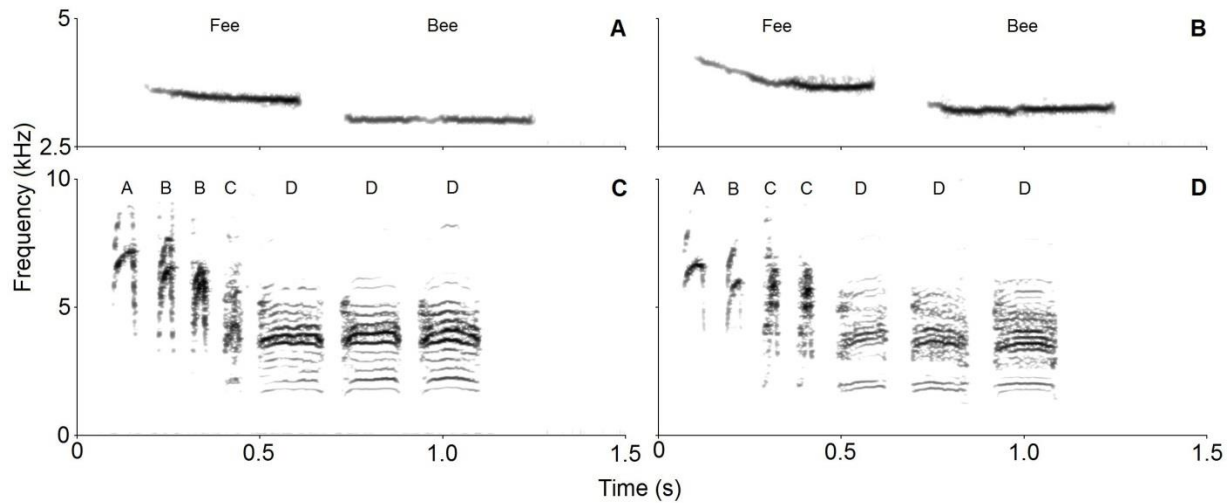 5
Fee Bee A
Fee Bee B
2.5
Frequency (kHz)
10
A B B C D D D C
A B C C D D D D
5
0
0 0.5 1.0 1.5
0 0.5 1.0 1.5
Time (s)